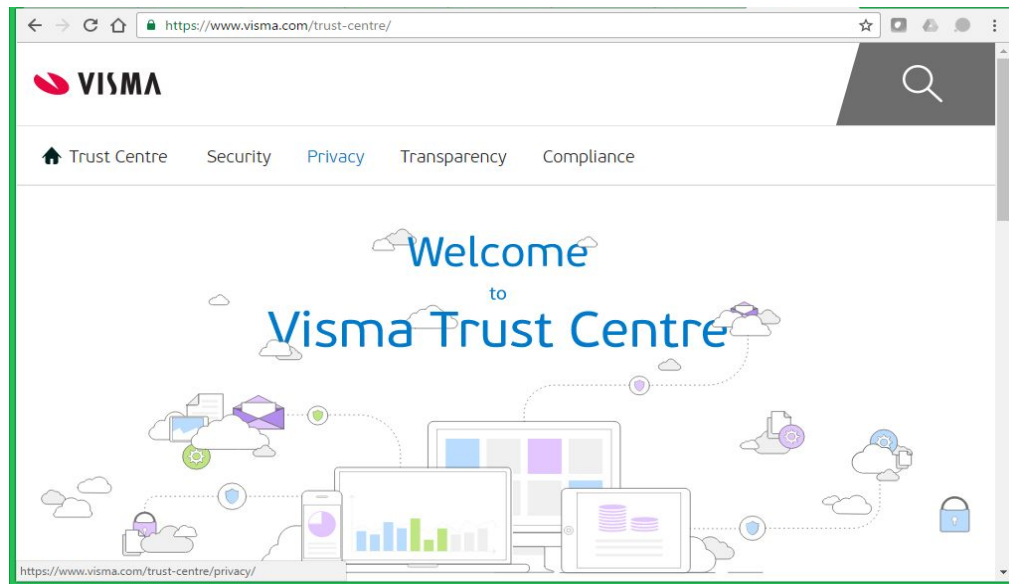 https://www.visma.com/trust-centre/
VISMA
Trust Centre Security Privacy Transparency Compliance
Welcome
to
Visma Trust Centre
https://www.visma.com/trust-centre/privacy/